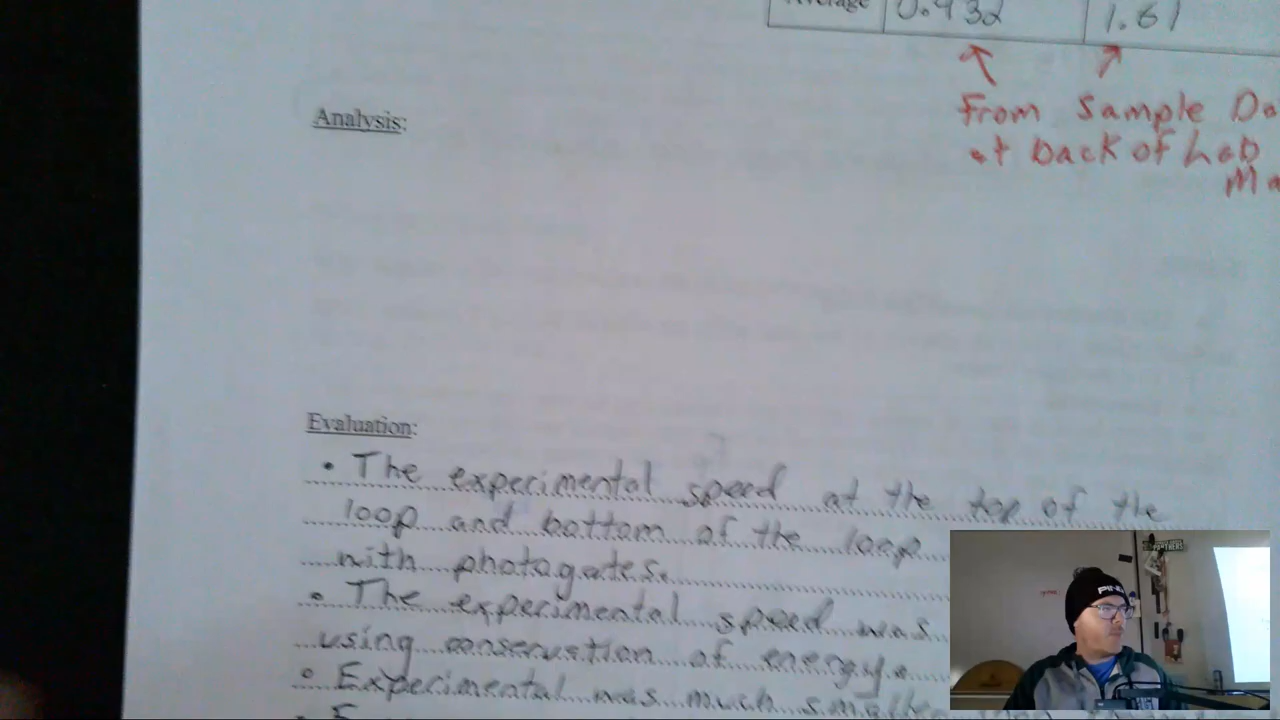 Average 0.932 1.61
From Sample Da
at back of Lab
Ma
Analysis:
Evaluation:
• The experimental speed at the top of the
loop and bottom of the loop
with photogates.
• The experimental speed was
using conservation of energy.
• Experimental was much smaller